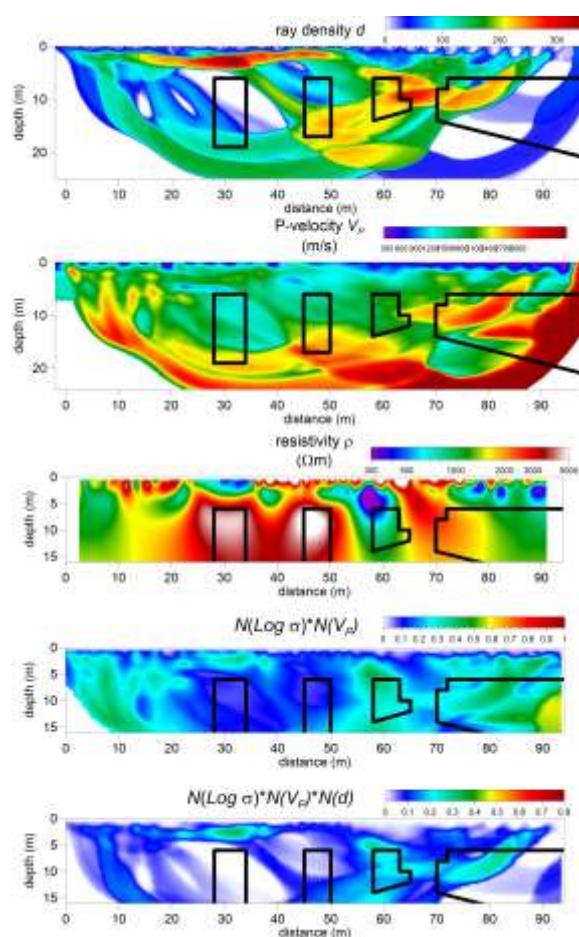 ray density d
0 100 200 300
depth (m)
0
10
20
0 10 20 30 40 50 60 70 80 90
distance (m)
P-velocity Vₚ
(m/s)
depth (m)
0
10
20
0 10 20 30 40 50 60 70 80 90
distance (m)
resistivity ρ
(Ωm)
depth (m)
0
5
10
15
0 10 20 30 40 50 60 70 80 90
distance (m)
N(Log σ)*N(Vₚ)
0 0.1 0.2 0.3 0.4 0.5 0.6 0.7 0.8 0.9 1
depth (m)
0
5
10
15
0 10 20 30 40 50 60 70 80 90
distance (m)
N(Log σ)*N(Vₚ)*N(d)
0 0.1 0.2 0.3 0.4 0.5 0.6 0.7 0.8
depth (m)
0
5
10
15
0 10 20 30 40 50 60 70 80 90
distance (m)